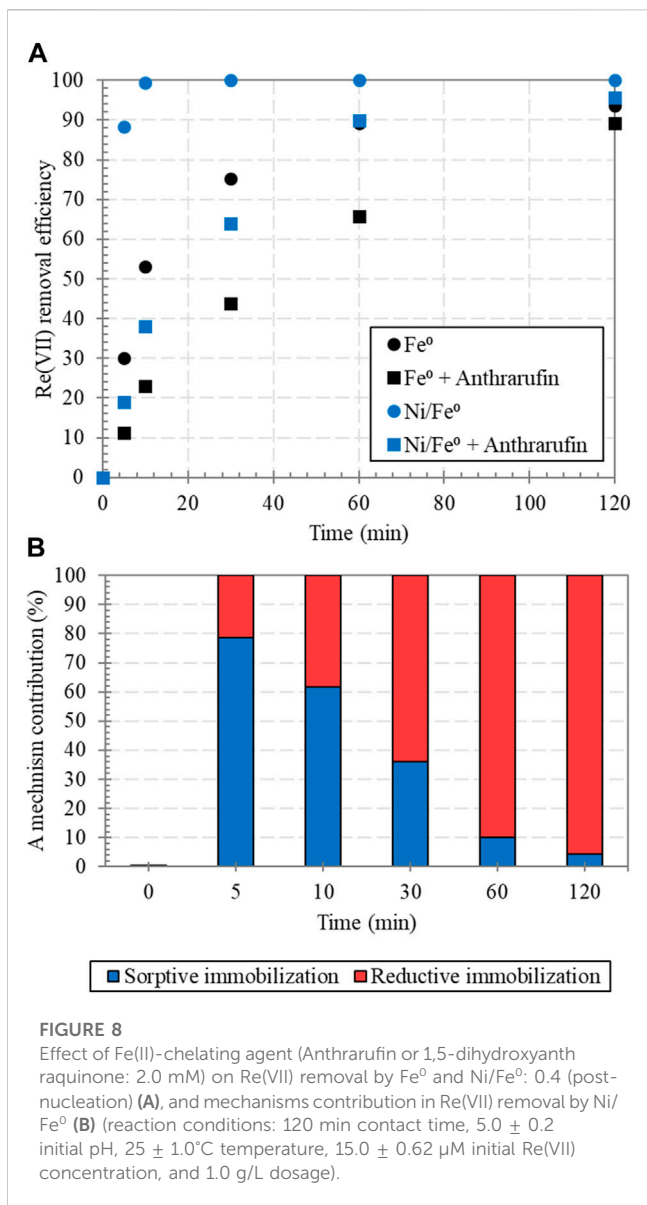 A
Re(VII) removal efficiency
100
90
80
70
60
50
40
30
20
10
0
Fe⁰
Fe⁰ + Anthrarufin
Ni/Fe⁰
Ni/Fe⁰ + Anthrarufin
0 20 40 60 80 100 120
Time (min)
B
A mechnism contribution (%)
100
90
80
70
60
50
40
30
20
10
0
0 5 10 30 60 120
Time (min)
Sorptive immobilization Reductive immobilization
FIGURE 8
Effect of Fe(II)-chelating agent (Anthrarufin or 1,5-dihydroxyanth
raquinone: 2.0 mM) on Re(VII) removal by Fe⁰ and Ni/Fe⁰: 0.4 (post-
nucleation) (A), and mechanisms contribution in Re(VII) removal by Ni/
Fe⁰ (B) (reaction conditions: 120 min contact time, 5.0 ± 0.2
initial pH, 25 ± 1.0°C temperature, 15.0 ± 0.62 µM initial Re(VII)
concentration, and 1.0 g/L dosage).